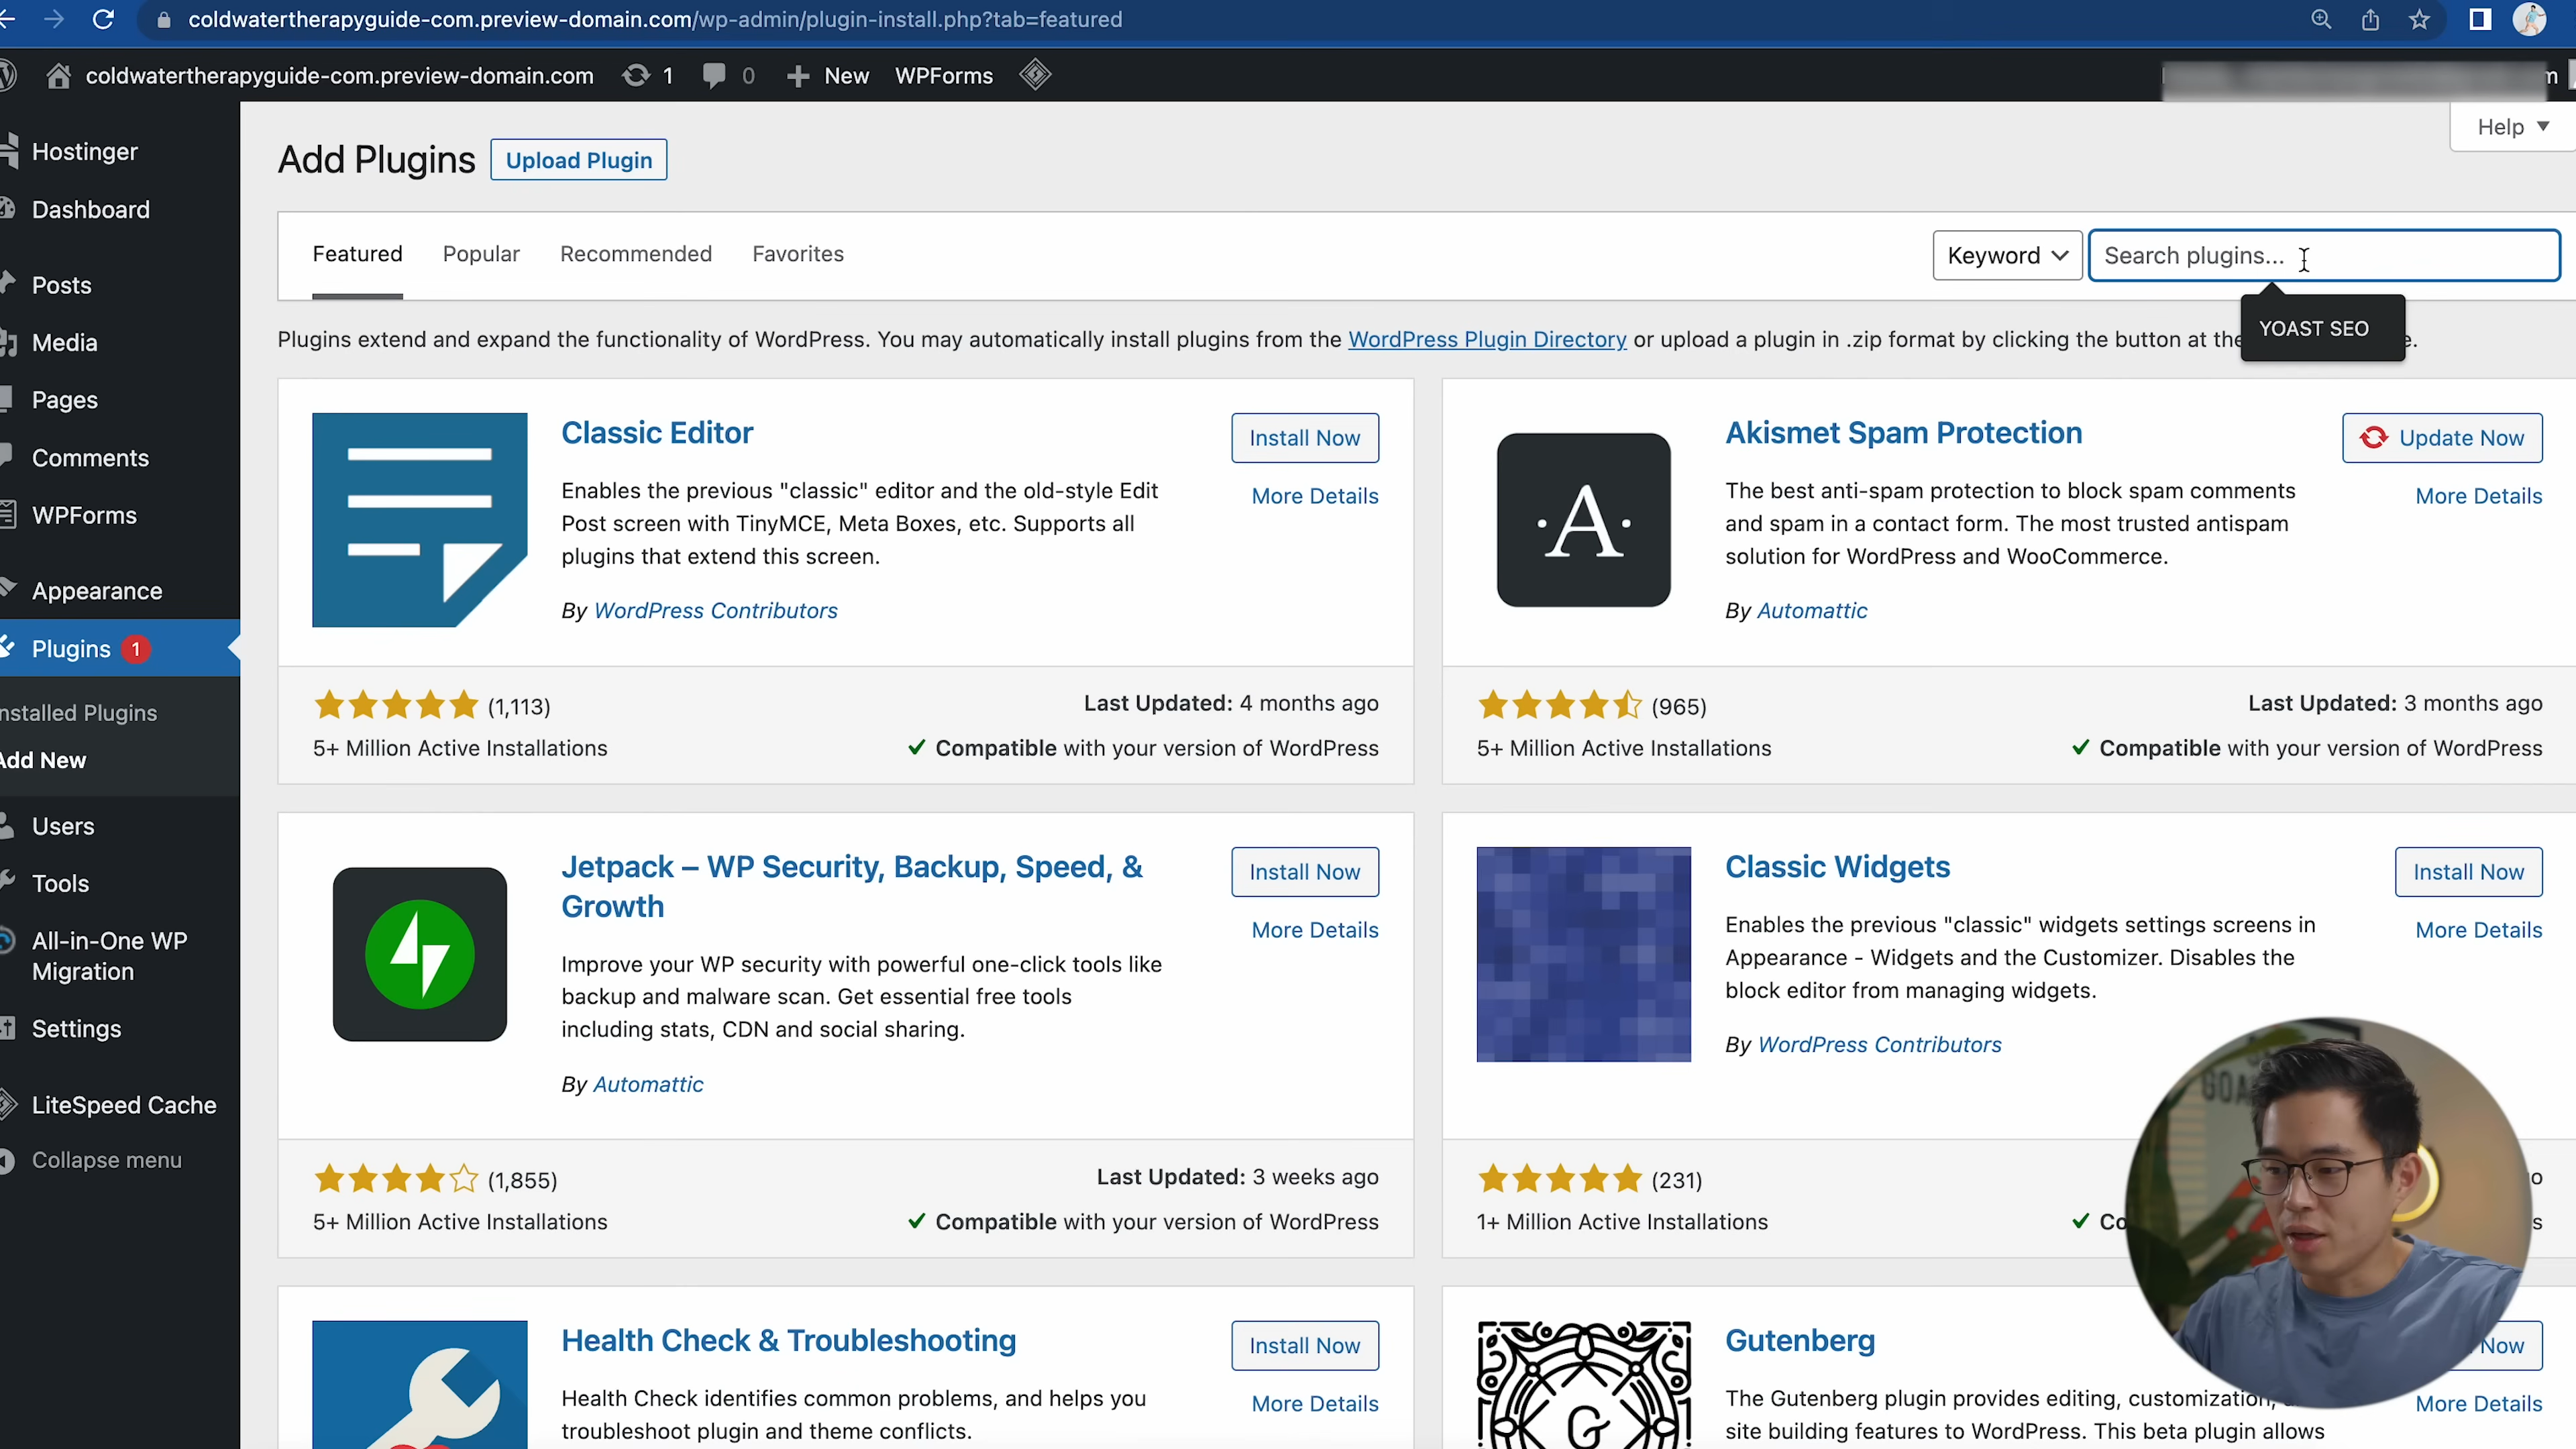 coldwatertherapyguide-com.preview-domain.com/wp-admin/plugin-install.php?tab=featured
coldwatertherapyguide-com.preview-domain.com 1 0 New WPForms
Help
Hostinger
Dashboard
Posts
Media
Pages
Comments
WPForms
Appearance
Plugins 1
nstalled Plugins
Add New
Users
Tools
All-in-One WP
Migration
Settings
LiteSpeed Cache
Collapse menu
Add Plugins Upload Plugin
Featured Popular Recommended Favorites Keyword Search plugins...
YOAST SEO
Plugins extend and expand the functionality of WordPress. You may automatically install plugins from the WordPress Plugin Directory or upload a plugin in .zip format by clicking the button at the e.
Classic Editor
Install Now
More Details
Enables the previous "classic" editor and the old-style Edit
Post screen with TinyMCE, Meta Boxes, etc. Supports all
plugins that extend this screen.
By WordPress Contributors
(1,113)
Last Updated: 4 months ago
5+ Million Active Installations
Compatible with your version of WordPress
A
Akismet Spam Protection
Update Now
More Details
The best anti-spam protection to block spam comments
and spam in a contact form. The most trusted antispam
solution for WordPress and WooCommerce.
By Automattic
(965)
Last Updated: 3 months ago
5+ Million Active Installations
Compatible with your version of WordPress
Jetpack – WP Security, Backup, Speed, &
Growth
Install Now
More Details
Improve your WP security with powerful one-click tools like
backup and malware scan. Get essential free tools
including stats, CDN and social sharing.
By Automattic
(1,855)
Last Updated: 3 weeks ago
5+ Million Active Installations
Compatible with your version of WordPress
Classic Widgets
Install Now
More Details
Enables the previous "classic" widgets settings screens in
Appearance - Widgets and the Customizer. Disables the
block editor from managing widgets.
By WordPress Contributors
(231)
1+ Million Active Installations
Co
Health Check & Troubleshooting
Install Now
More Details
Health Check identifies common problems, and helps you
troubleshoot plugin and theme conflicts.
G
Gutenberg
Now
More Details
The Gutenberg plugin provides editing, customization,
site building features to WordPress. This beta plugin allows